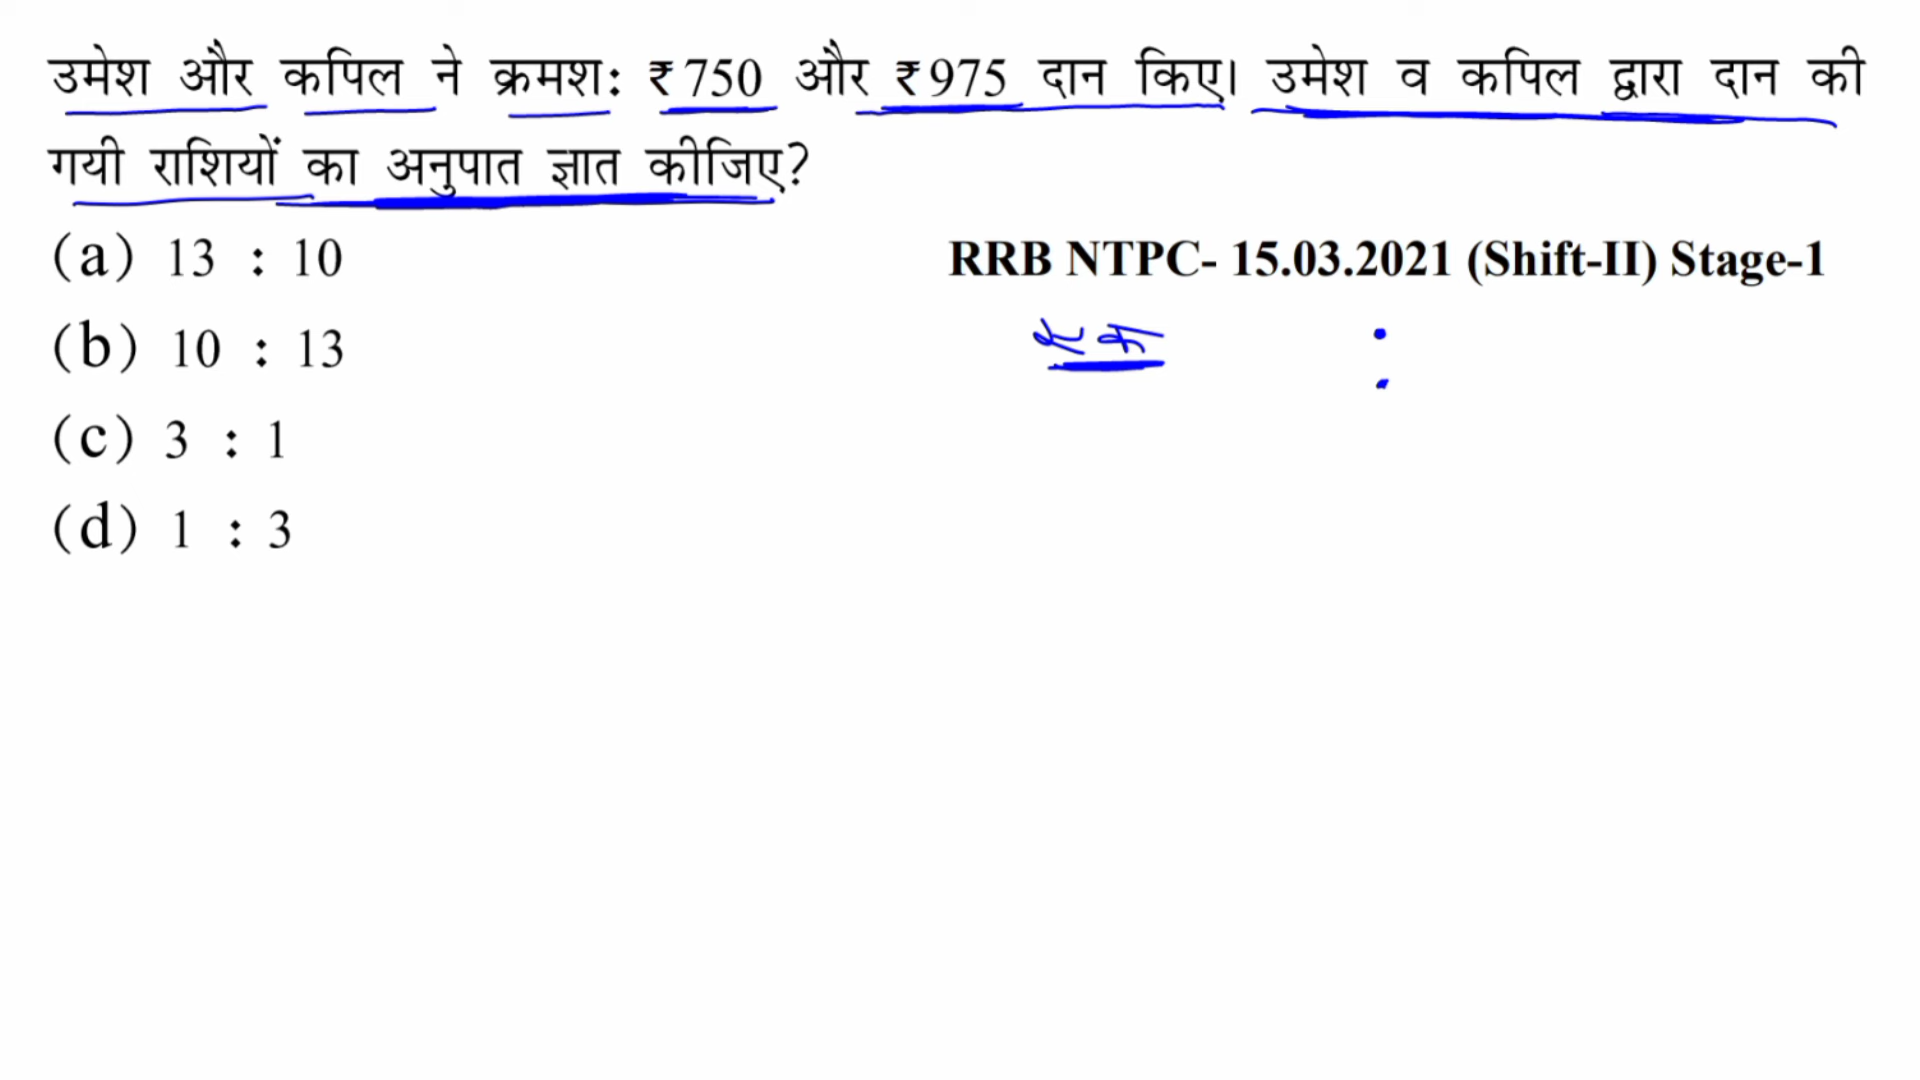 उमेश और कपिल ने क्रमश: ₹750 और ₹975 दान किए। उमेश व कपिल द्वारा दान की
गयी राशियों का अनुपात ज्ञात कीजिए?
(a) 13 : 10
RRB NTPC- 15.03.2021 (Shift-II) Stage-1
(b) 10 : 13
:
(c) 3 : 1
(d) 1 : 3